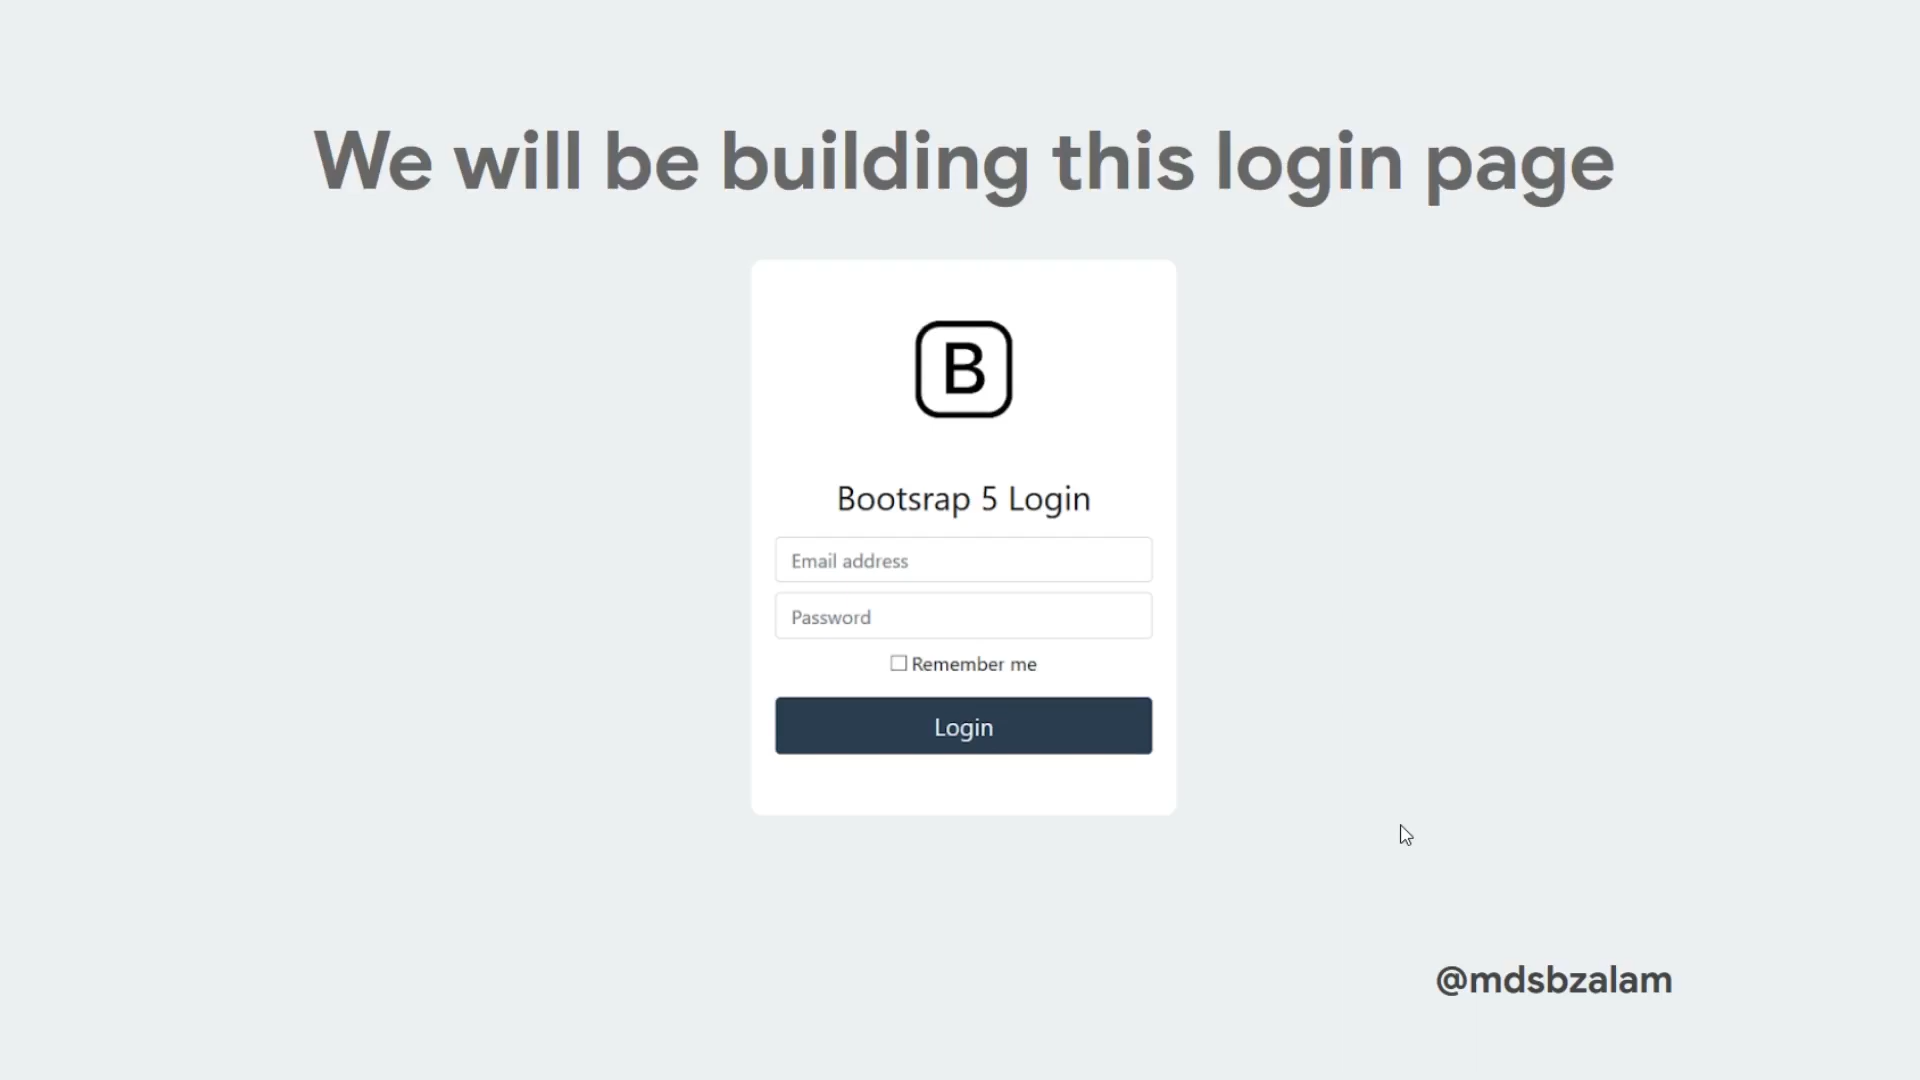 We will be building this login page
B
Bootsrap 5 Login
Email address
Password
Remember me
Login
@mdsbzalam